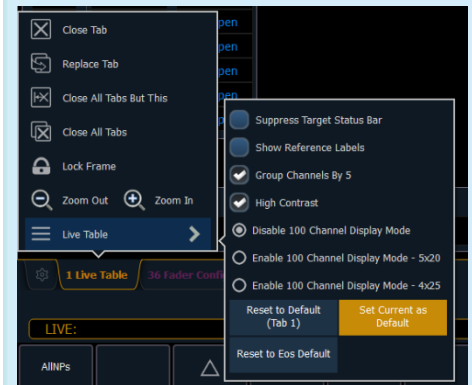 Close Tab
pen
Replace Tab
pen
pen
Close All Tabs But This
pen
Close All Tabs
Lock Frame
Zoom Out
Zoom In
Live Table
Suppress Target Status Bar
Show Reference Labels
Group Channels By 5
High Contrast
Disable 100 Channel Display Mode
Enable 100 Channel Display Mode - 5x20
Enable 100 Channel Display Mode - 4x25
Reset to Default
(Tab 1)
Set Current as
Default
Reset to Eos Default
1 Live Table
36 Fader Confi
LIVE:
AllNPs